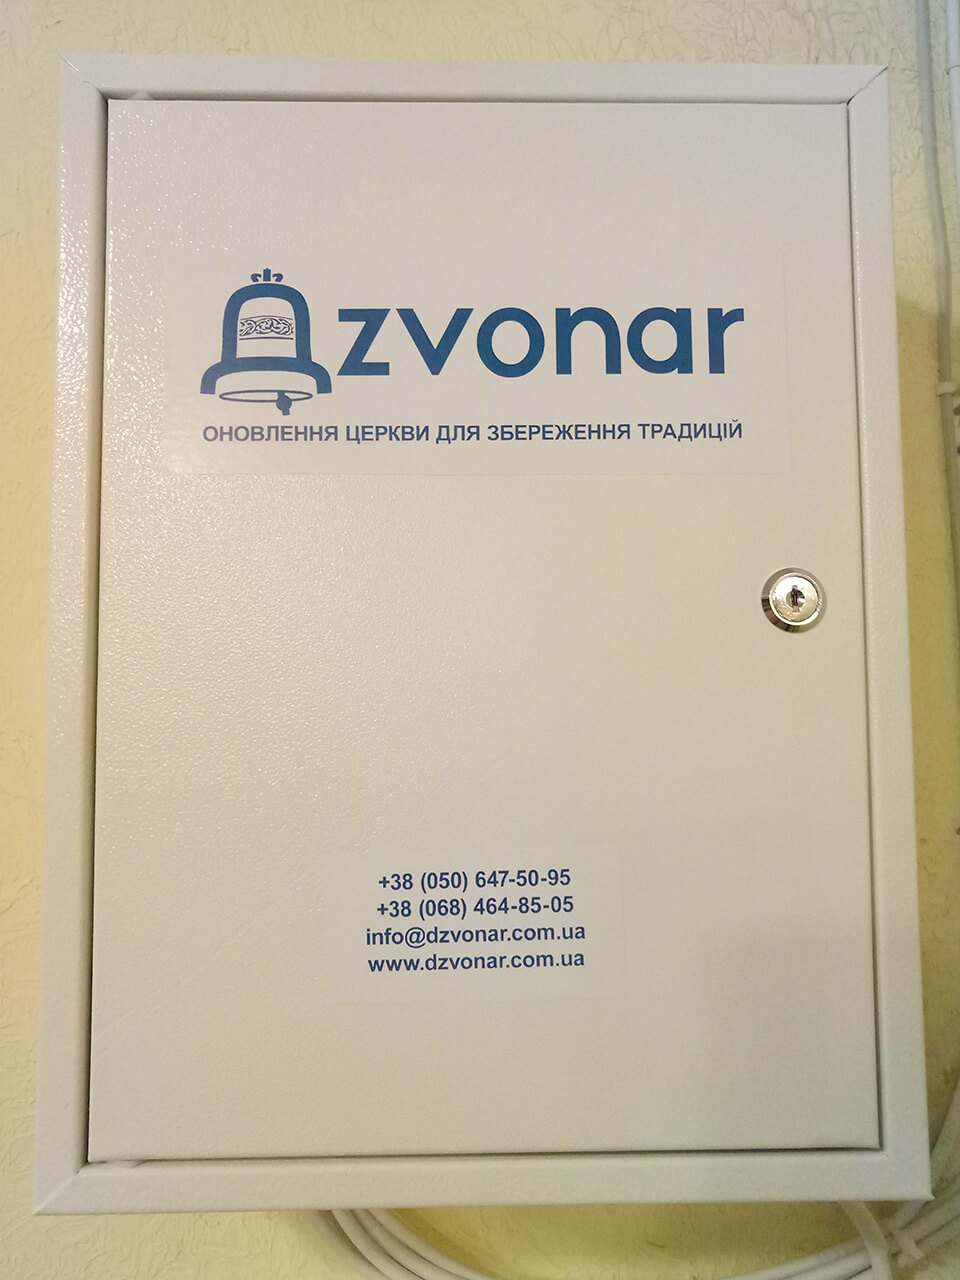 Дzvonar
ОНОВЛЕННЯ ЦЕРКВИ ДЛЯ ЗБЕРЕЖЕННЯ ТРАДИЦІЙ
+38 (050) 647-50-95
+38 (068) 464-85-05
info@dzvonar.com.ua
www.dzvonar.com.ua